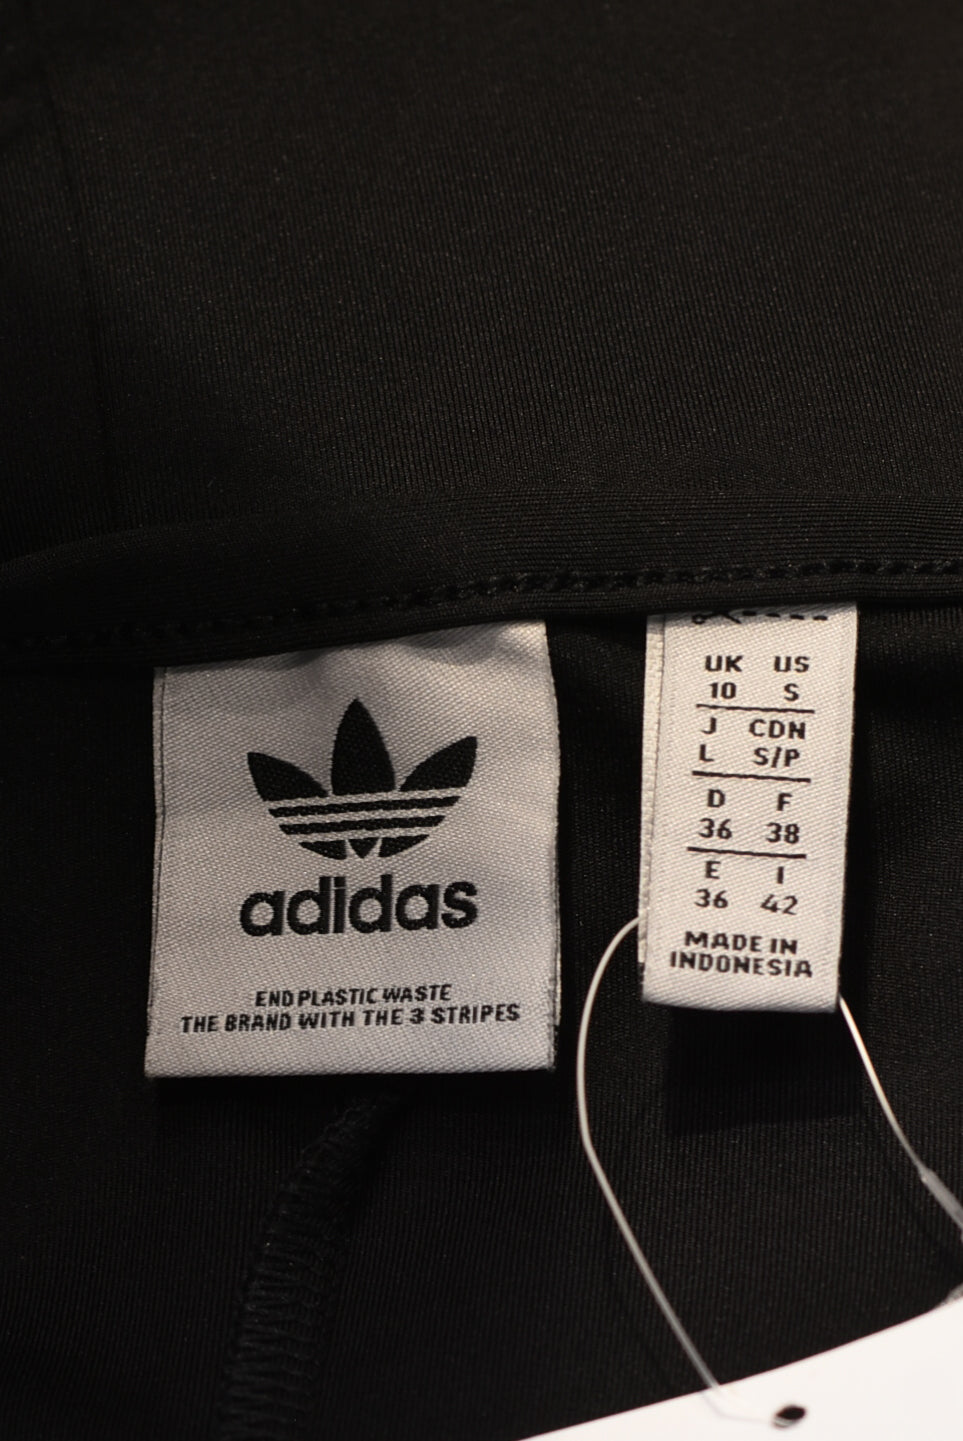 adidas
END PLASTIC WASTE
THE BRAND WITH THE 3 STRIPES
UK US
10 S
J CDN
L S/P
D F
36 38
E I
36 42
MADE IN
INDONESIA